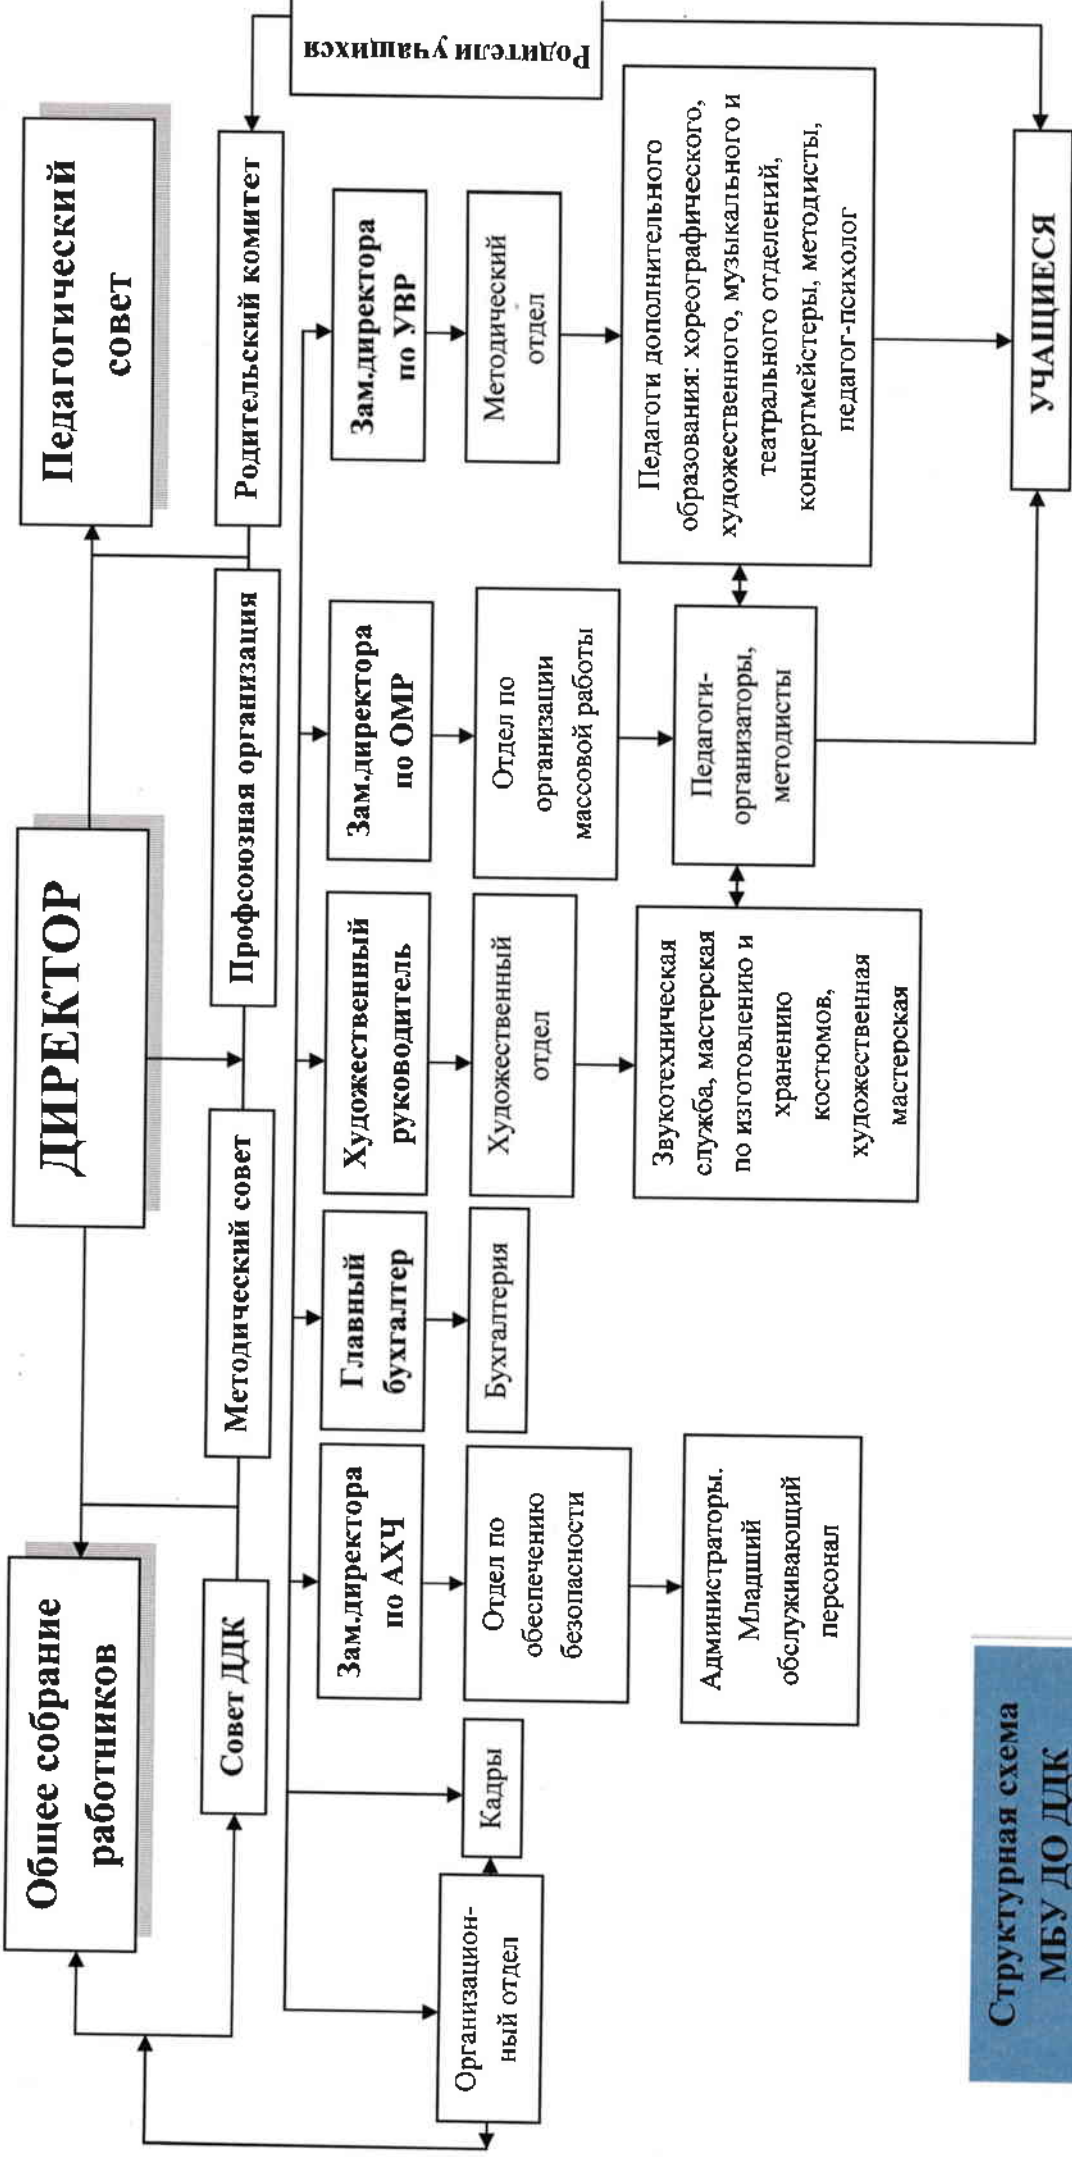 Общее собрание
работников
ДИРЕКТОР
Педагогический
совет
Совет ДДК
Методический совет
Профсоюзная организация
Родительский комитет
Родители учащихся
Зам.директора
по АХЧ
Главный
бухгалтер
Художественный
руководитель
Зам.директора
по ОМР
Зам.директора
по УВР
Организацион-
ный отдел
Кадры
Отдел по
обеспечению
безопасности
Бухгалтерия
Художественный
отдел
Отдел по
организации
массовой работы
Методический
отдел
Администраторы.
Младший
обслуживающий
персонал
Звукотехническая
служба, мастерская
по изготовлению и
хранению
костюмов,
художественная
мастерская
Педагоги-
организаторы,
методисты
Педагоги дополнительного
образования: хореографического,
художественного, музыкального и
театрального отделений,
концертмейстеры, методисты,
педагог-психолог
УЧАЩИЕСЯ
Структурная схема
МБУ ДО ДДК